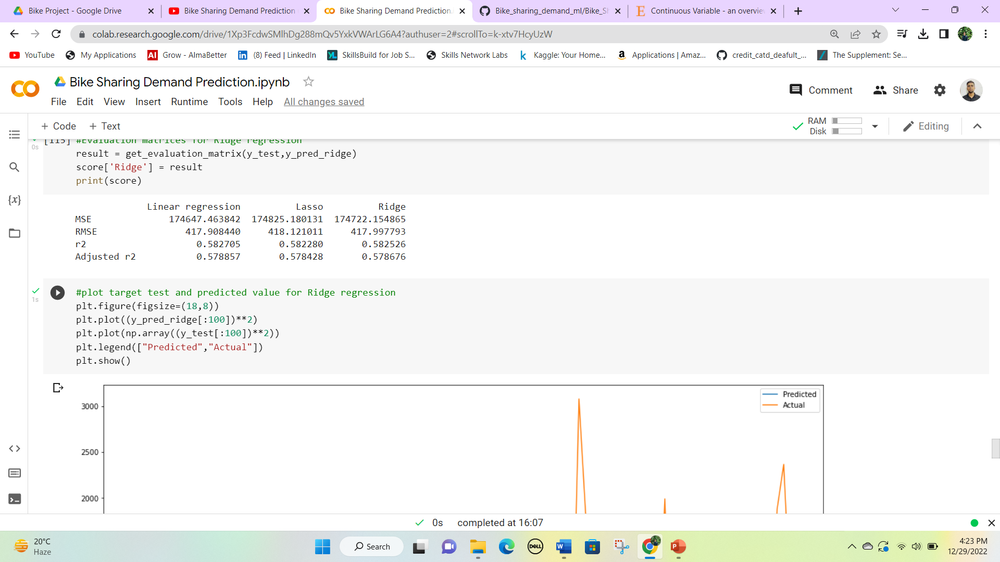 Bike Project - Google Drive
Bike Sharing Demand Prediction
Bike Sharing Demand Prediction.
Bike_sharing_demand_ml/Bike_Sh
Continuous Variable - an overview
colab.research.google.com/drive/1Xp3FcdwSMlhDg288mQv5YxkVWArLG6A4?authuser=2#scrollTo=k-xtv7HcyUzW
YouTube
My Applications
Grow - AlmaBetter
(8) Feed | LinkedIn
SkillsBuild for Job S...
Skills Network Labs
Kaggle: Your Home...
Applications | Amaz...
credit_catd_deafult_...
The Supplement: Se...
Bike Sharing Demand Prediction.ipynb
Comment
Share
File Edit View Insert Runtime Tools Help All changes saved
+ Code + Text
RAM
Disk
Editing
[115] #Evaluation matrices for Ridge regression
0s
result = get_evaluation_matrix(y_test,y_pred_ridge)
score['Ridge'] = result
print(score)
Linear regression Lasso Ridge
MSE 174647.463842 174825.180131 174722.154865
RMSE 417.908440 418.121011 417.997793
r2 0.582705 0.582280 0.582526
Adjusted r2 0.578857 0.578428 0.578676
1s
#plot target test and predicted value for Ridge regression
plt.figure(figsize=(18,8))
plt.plot((y_pred_ridge[:100])**2)
plt.plot(np.array((y_test[:100])**2))
plt.legend(["Predicted","Actual"])
plt.show()
Predicted
Actual
3000
2500
2000
0s completed at 16:07
20°C
Haze
Search
4:23 PM
12/29/2022